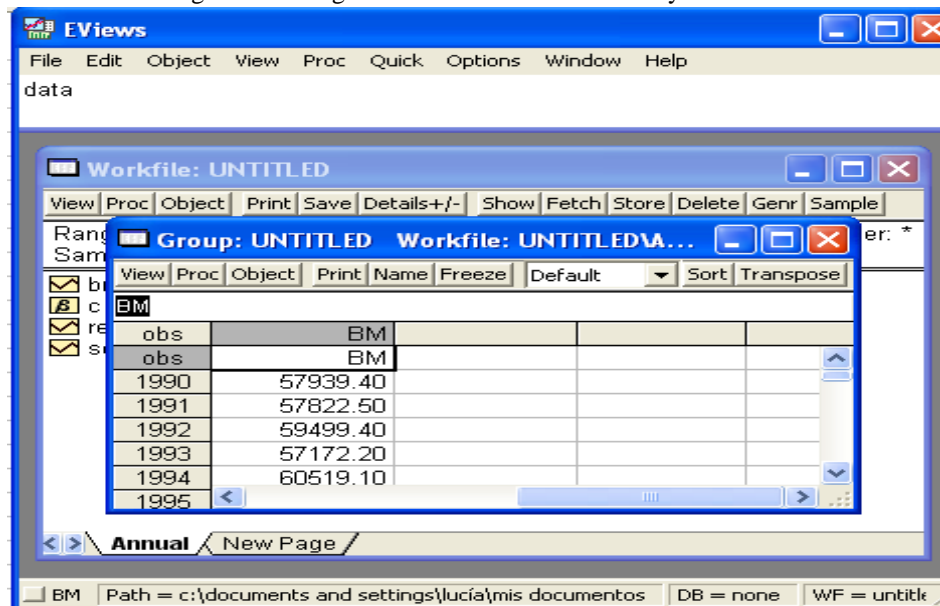 EViews
File Edit Object View Proc Quick Options Window Help
data
Workfile: UNTITLED
View Proc Object Print Save Details+/- Show Fetch Store Delete Genr Sample
Group: UNTITLED Workfile: UNTITLED\A...
View Proc Object Print Name Freeze Default Sort Transpose
BM
c
obs BM
obs BM
1990 57939.40
1991 57822.50
1992 59499.40
1993 57172.20
1994 60519.10
1995
Annual New Page
BM Path = c:\documents and settings\lucía\mis documentos DB = none WF = untitle